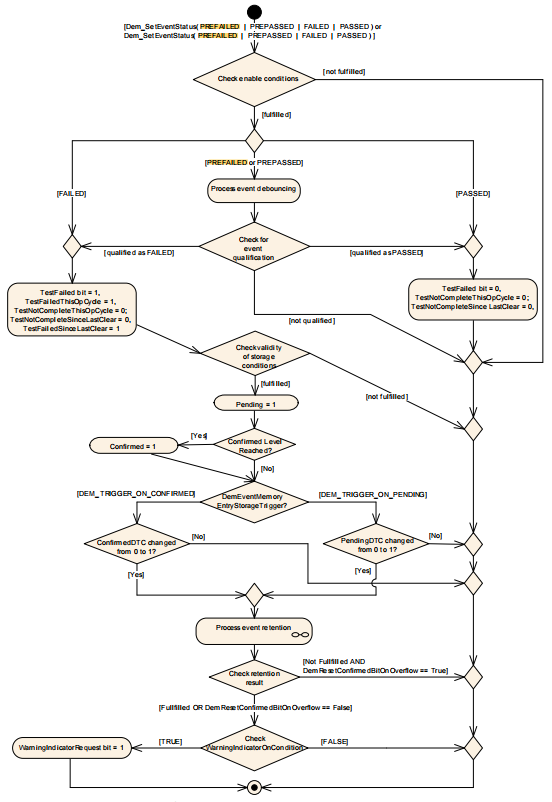 [Dem_SetEventStatus( PREFAILED | PREPASSED | FAILED | PASSED ) or
Dem_SetEventStatus( PREFAILED | PREPASSED | FAILED | PASSED ) ]
Check enable conditions
[not fulfilled]
[fulfilled]
[PREFAILED or PREPASSED]
Process event debouncing
[FAILED]
[PASSED]
[qualified as FAILED]
Check for
event
qualification
[qualified as PASSED]
TestFailed bit = 1,
TestFailedThisOpCycle = 1,
TestNotCompleteThisOpCycle = 0;
TestNotCompleteSinceLastClear = 0,
TestFailedSinceLastClear = 1
TestFailed bit = 0,
TestNotCompleteThisOpCycle = 0;
TestNotCompleteSince LastClear = 0,
[not qualified]
Check validity
of storage
conditions
[fulfilled]
[not fulfilled]
Pending = 1
[Yes]
Confirmed Level
Reached?
Confirmed = 1
[No]
[DEM_TRIGGER_ON_CONFIRMED]
DemEventMemory
EntryStorageTrigger?
[DEM_TRIGGER_ON_PENDING]
ConfirmedDTC changed
from 0 to 1?
[No]
PendingDTC changed
from 0 to 1?
[No]
[Yes]
[Yes]
Process event retention
Check retention
result
[Not Fullfilled AND
DemResetConfirmedBitOnOverflow == True]
[Fullfilled OR DemResetConfirmedBitOnOverflow == False]
Check
WarningIndicatorOnCondition
[TRUE]
[FALSE]
WarningIndicatorRequest bit = 1